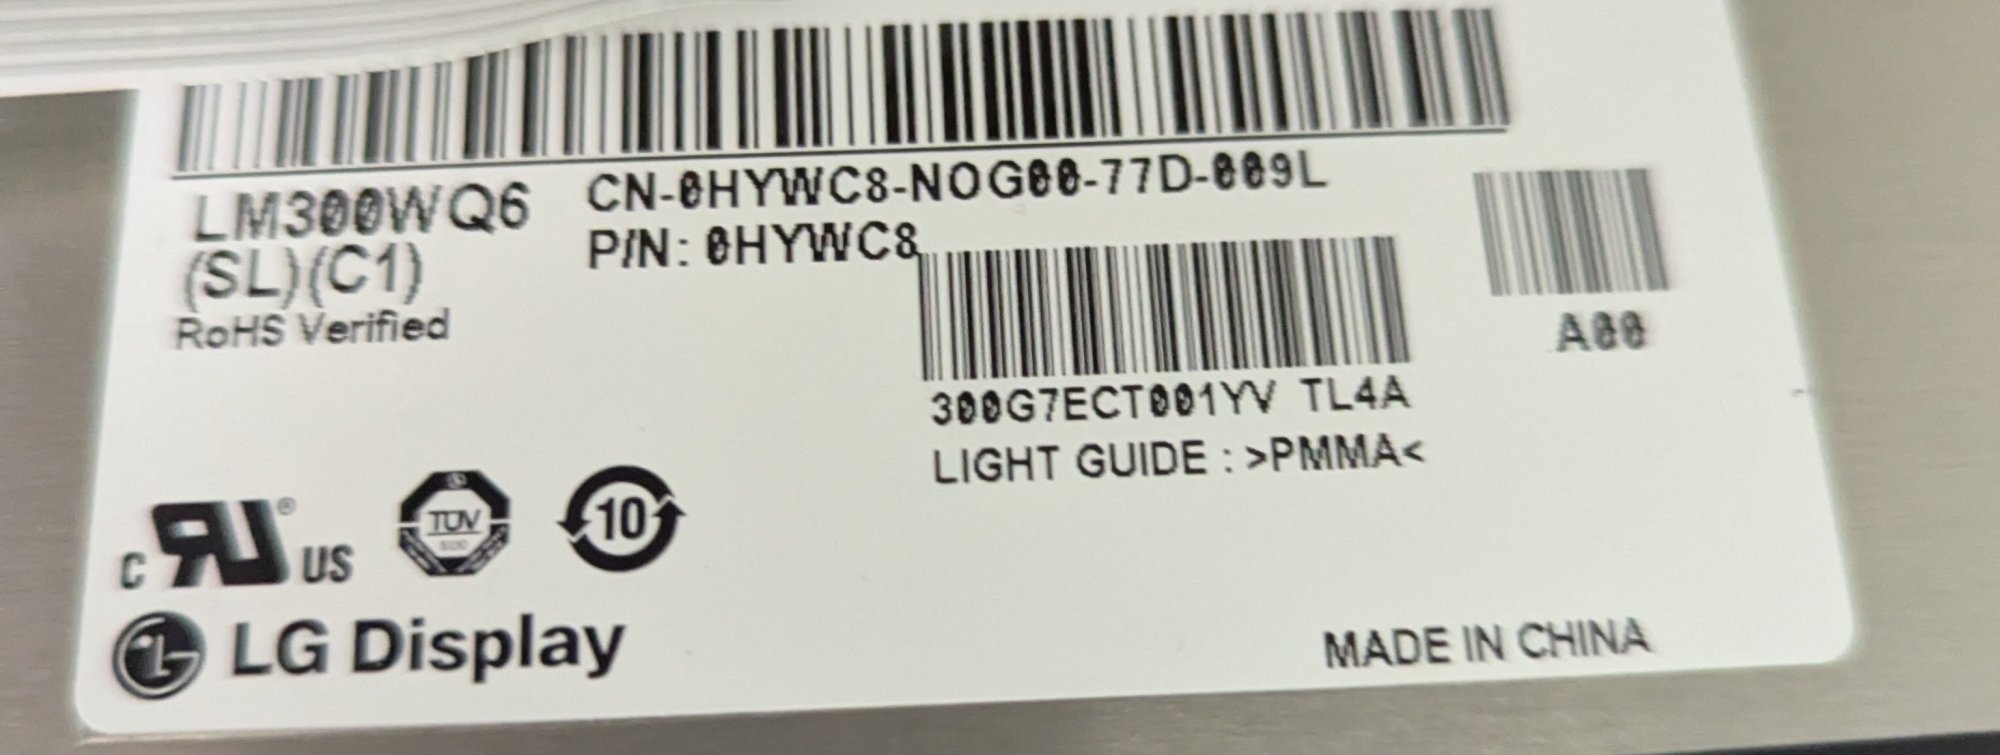 LM300WQ6
(SL)(C1)
RoHS Verified
CN-0HYWC8-NOG00-77D-009L
P/N: 0HYWC8
300G7ECT001YV TL4A
LIGHT GUIDE : >PMMA<
A00
c RU ® US
TÜV
10
LG Display
MADE IN CHINA